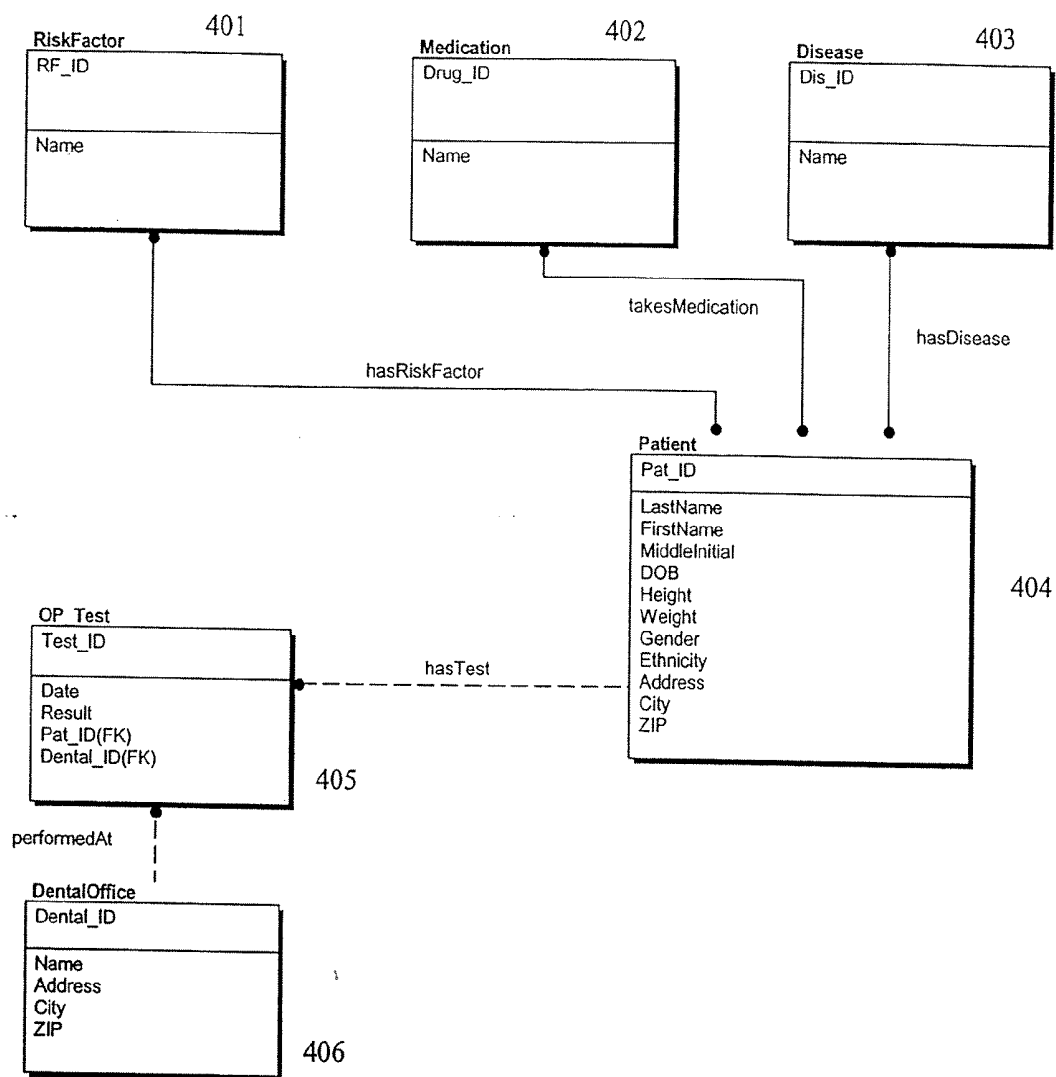 401
RiskFactor
RF_ID
Name
402
Medication
Drug_ID
Name
403
Disease
Dis_ID
Name
takesMedication
hasDisease
hasRiskFactor
Patient
Pat_ID
LastName
FirstName
MiddleInitial
DOB
Height
Weight
Gender
Ethnicity
Address
City
ZIP
404
OP_Test
Test_ID
Date
Result
Pat_ID(FK)
Dental_ID(FK)
405
hasTest
performedAt
DentalOffice
Dental_ID
Name
Address
City
ZIP
406